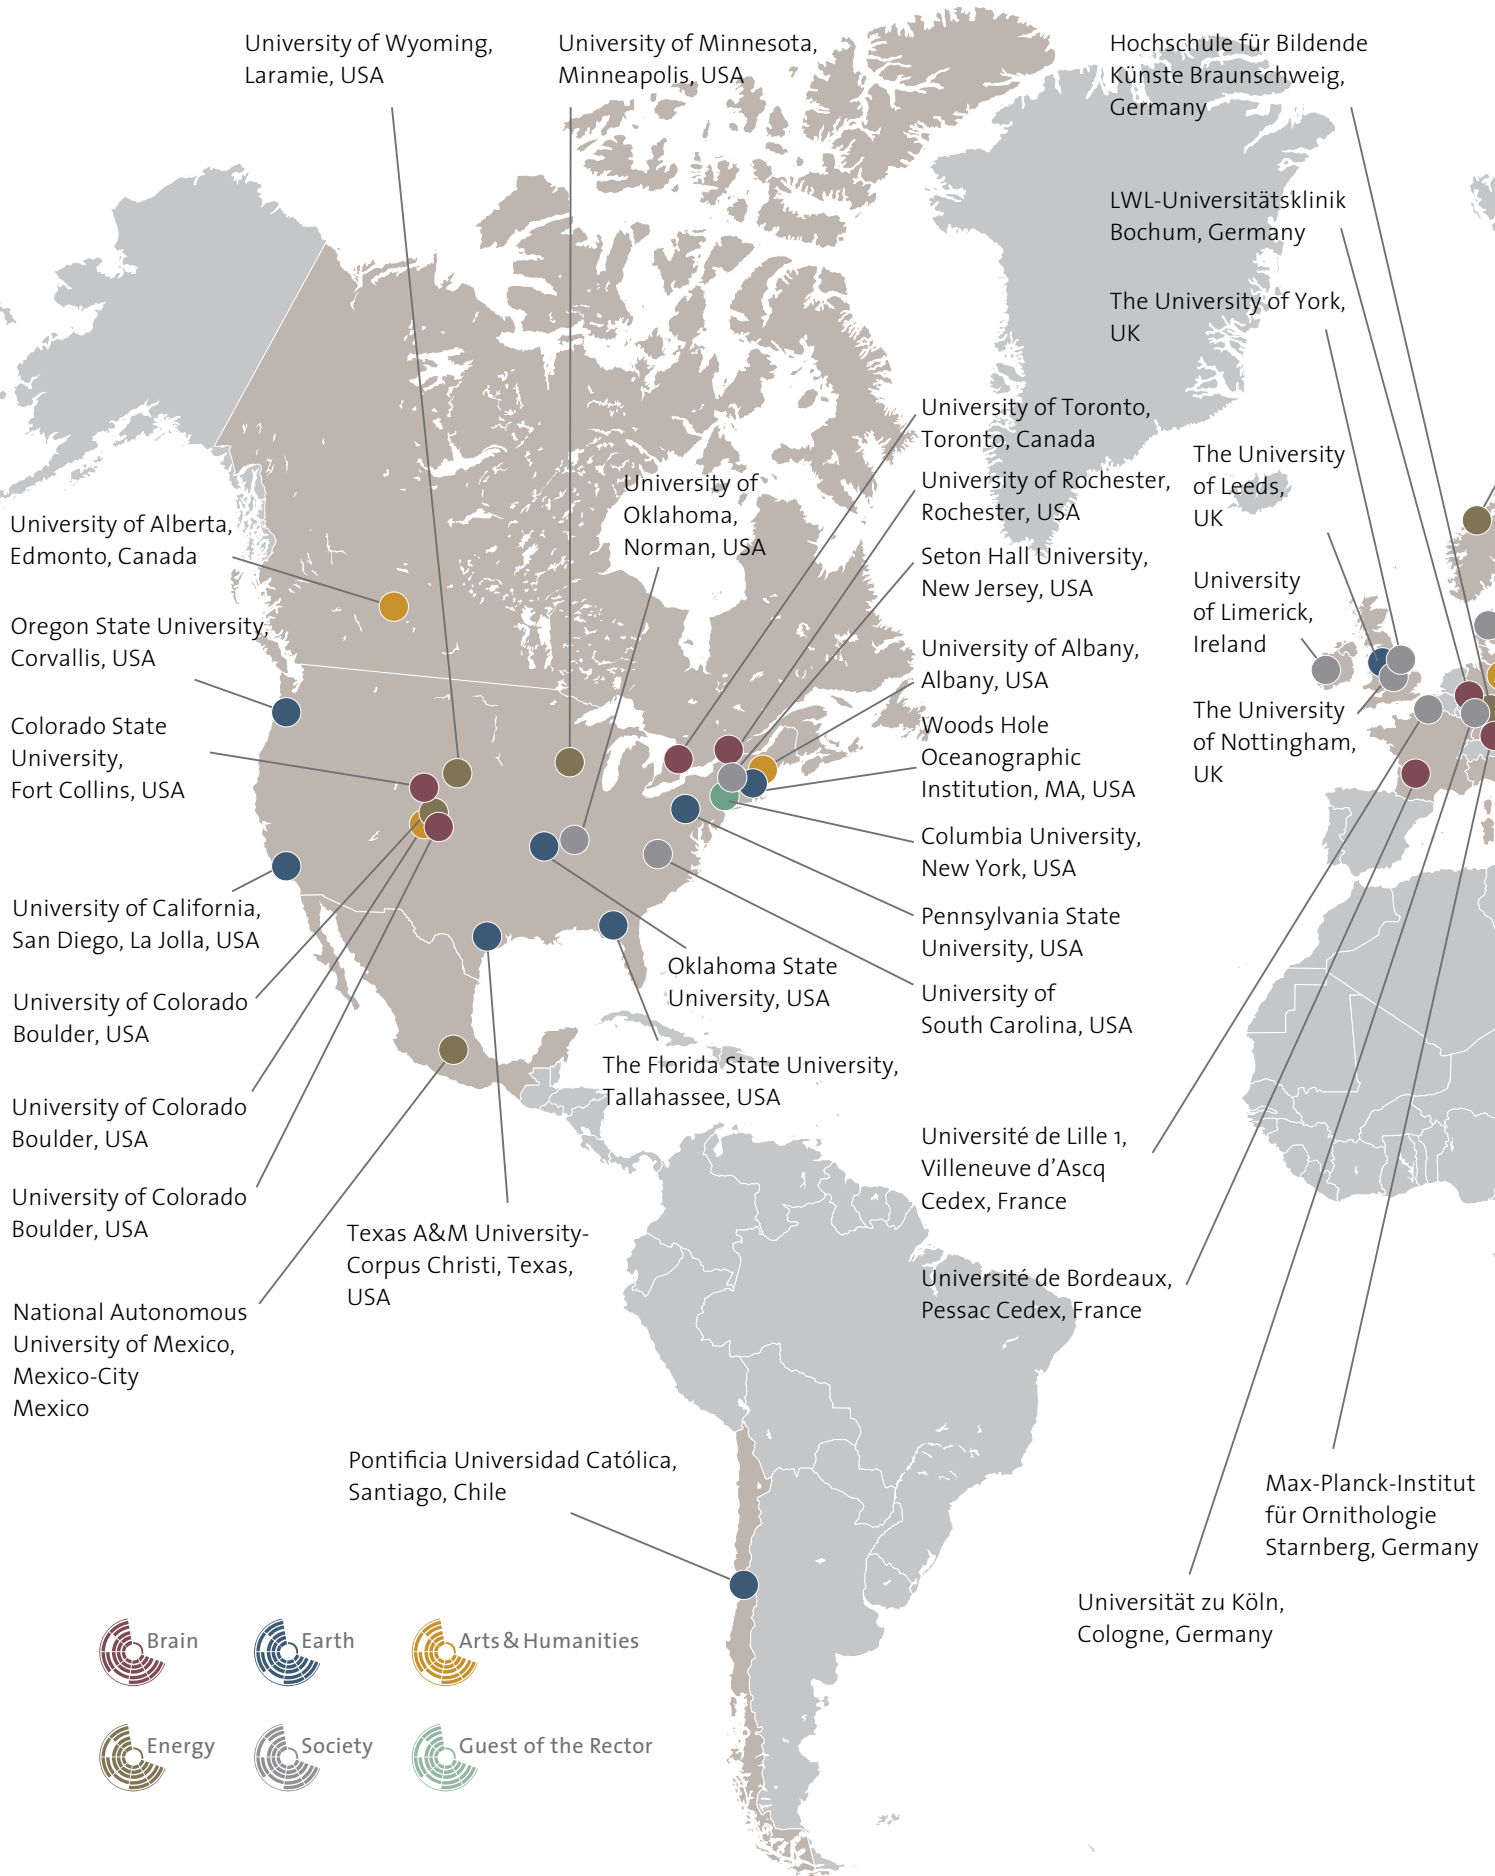 University of Wyoming,
Laramie, USA
University of Minnesota,
Minneapolis, USA
Hochschule für Bildende
Künste Braunschweig,
Germany
LWL-Universitätsklinik
Bochum, Germany
The University of York,
UK
University of Toronto,
Toronto, Canada
University of Rochester,
Rochester, USA
Seton Hall University,
New Jersey, USA
University of Albany,
Albany, USA
Woods Hole
Oceanographic
Institution, MA, USA
Columbia University,
New York, USA
Pennsylvania State
University, USA
University of
South Carolina, USA
The University
of Leeds,
UK
University
of Limerick,
Ireland
The University
of Nottingham,
UK
University of
Oklahoma,
Norman, USA
University of Alberta,
Edmonto, Canada
Oregon State University,
Corvallis, USA
Colorado State
University,
Fort Collins, USA
University of California,
San Diego, La Jolla, USA
University of Colorado
Boulder, USA
University of Colorado
Boulder, USA
University of Colorado
Boulder, USA
National Autonomous
University of Mexico,
Mexico-City
Mexico
Oklahoma State
University, USA
The Florida State University,
Tallahassee, USA
Texas A&M University-
Corpus Christi, Texas,
USA
Université de Lille 1,
Villeneuve d'Ascq
Cedex, France
Université de Bordeaux,
Pessac Cedex, France
Pontificia Universidad Católica,
Santiago, Chile
Max-Planck-Institut
für Ornithologie
Starnberg, Germany
Universität zu Köln,
Cologne, Germany
Brain
Earth
Arts & Humanities
Energy
Society
Guest of the Rector